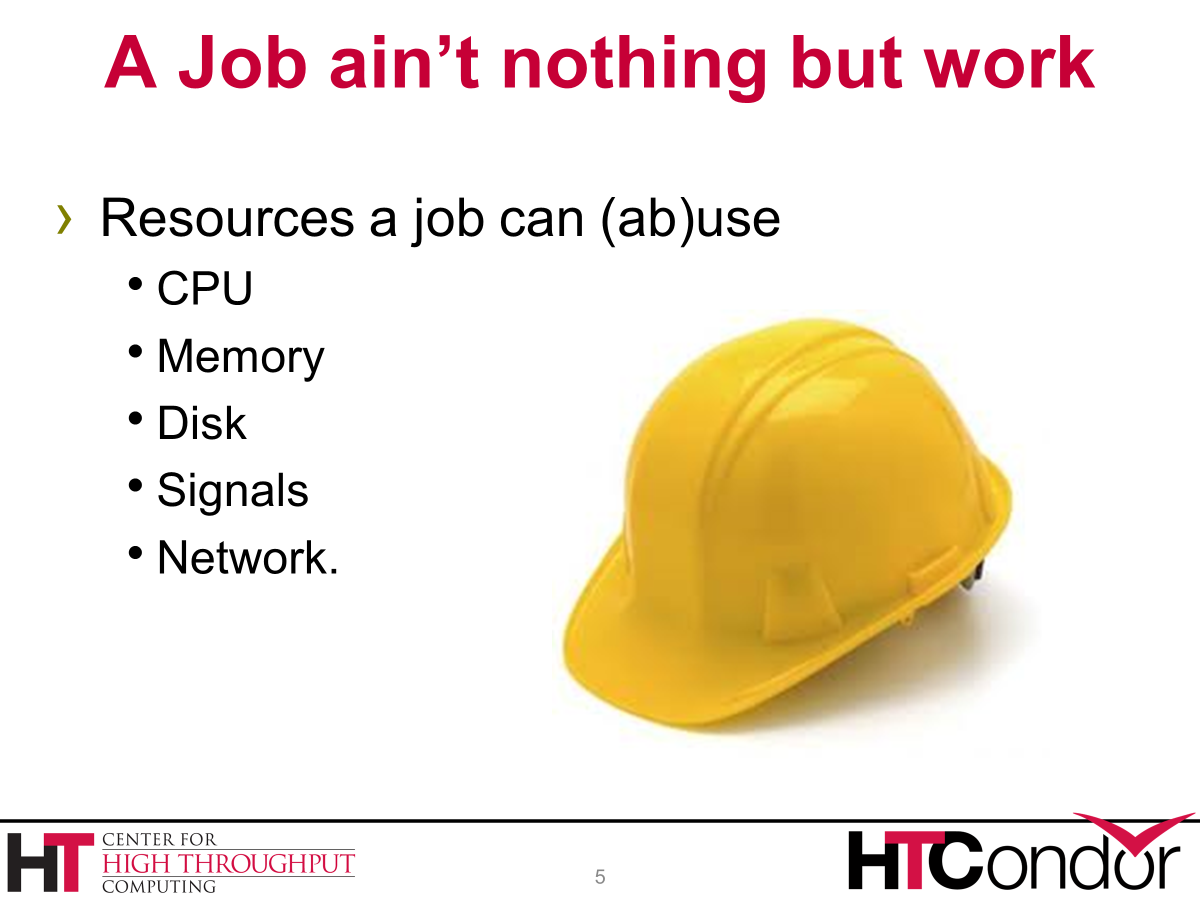 A Job ain’t nothing but work
› Resources a job can (ab)use
• CPU
• Memory
• Disk
• Signals
• Network.
HT CENTER FOR
HIGH THROUGHPUT
COMPUTING
5
HTCondor